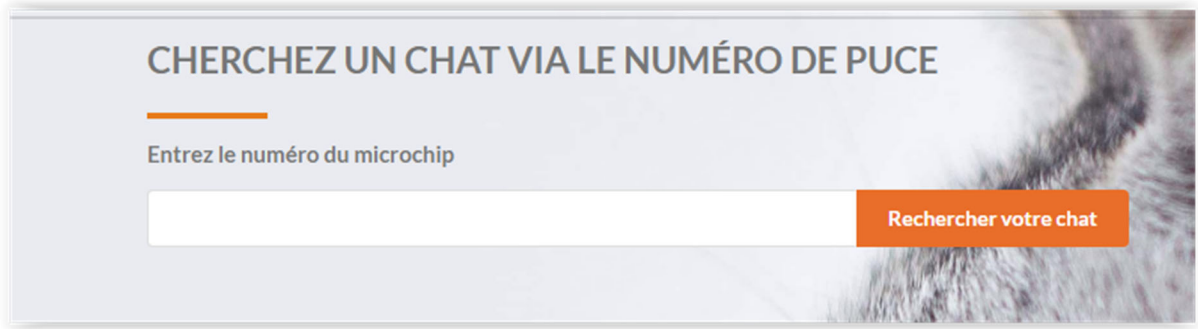 CHERCHEZ UN CHAT VIA LE NUMÉRO DE PUCE
Entrez le numéro du microchip
Rechercher votre chat